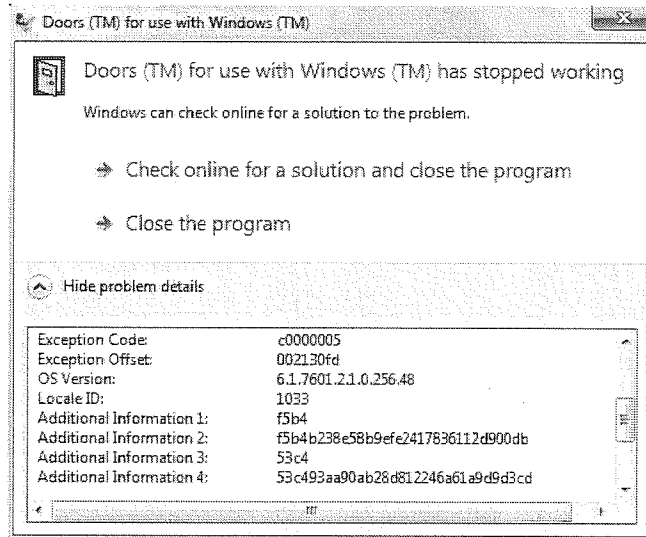 Doors (TM) for use with Windows (TM)
Doors (TM) for use with Windows (TM) has stopped working
Windows can check online for a solution to the problem.
Check online for a solution and close the program
Close the program
Hide problem details
Exception Code: c0000005
Exception Offset: 002130fd
OS Version: 6.1.7601.2.1.0.256.48
Locale ID: 1033
Additional Information 1: f5b4
Additional Information 2: f5b4b238e58b9efe2417836112d900db
Additional Information 3: 53c4
Additional Information 4: 53c493aa90ab28d812246a61a9d9d3cd